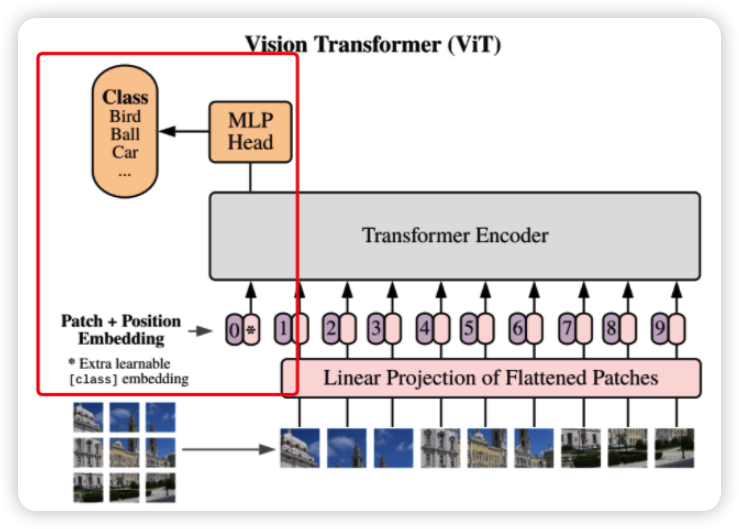 Vision Transformer (ViT)
Class
Bird
Ball
Car
...
MLP
Head
Transformer Encoder
Patch + Position
Embedding
0 * 1 2 3 4 5 6 7 8 9
* Extra learnable
[class] embedding
Linear Projection of Flattened Patches